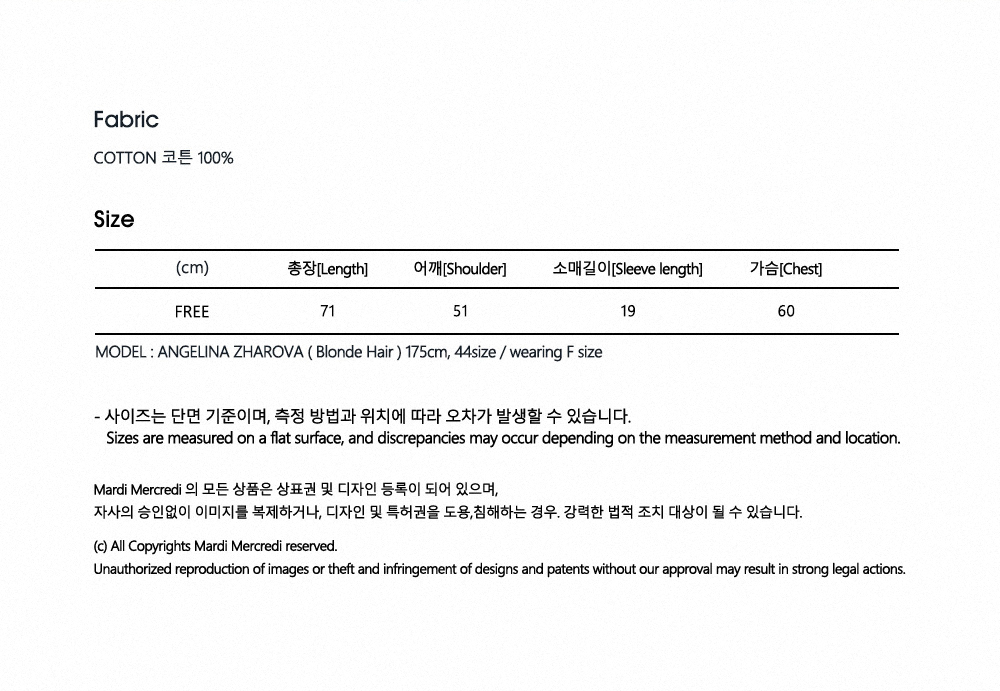 Fabric
COTTON 코튼 100%
Size
(cm) 총장[Length] 어깨[Shoulder] 소매길이[Sleeve length] 가슴[Chest]
FREE 71 51 19 60
MODEL : ANGELINA ZHAROVA ( Blonde Hair ) 175cm, 44size / wearing F size
- 사이즈는 단면 기준이며, 측정 방법과 위치에 따라 오차가 발생할 수 있습니다.
Sizes are measured on a flat surface, and discrepancies may occur depending on the measurement method and location.
Mardi Mercredi 의 모든 상품은 상표권 및 디자인 등록이 되어 있으며,
자사의 승인없이 이미지를 복제하거나, 디자인 및 특허권을 도용,침해하는 경우. 강력한 법적 조치 대상이 될 수 있습니다.
(c) All Copyrights Mardi Mercredi reserved.
Unauthorized reproduction of images or theft and infringement of designs and patents without our approval may result in strong legal actions.